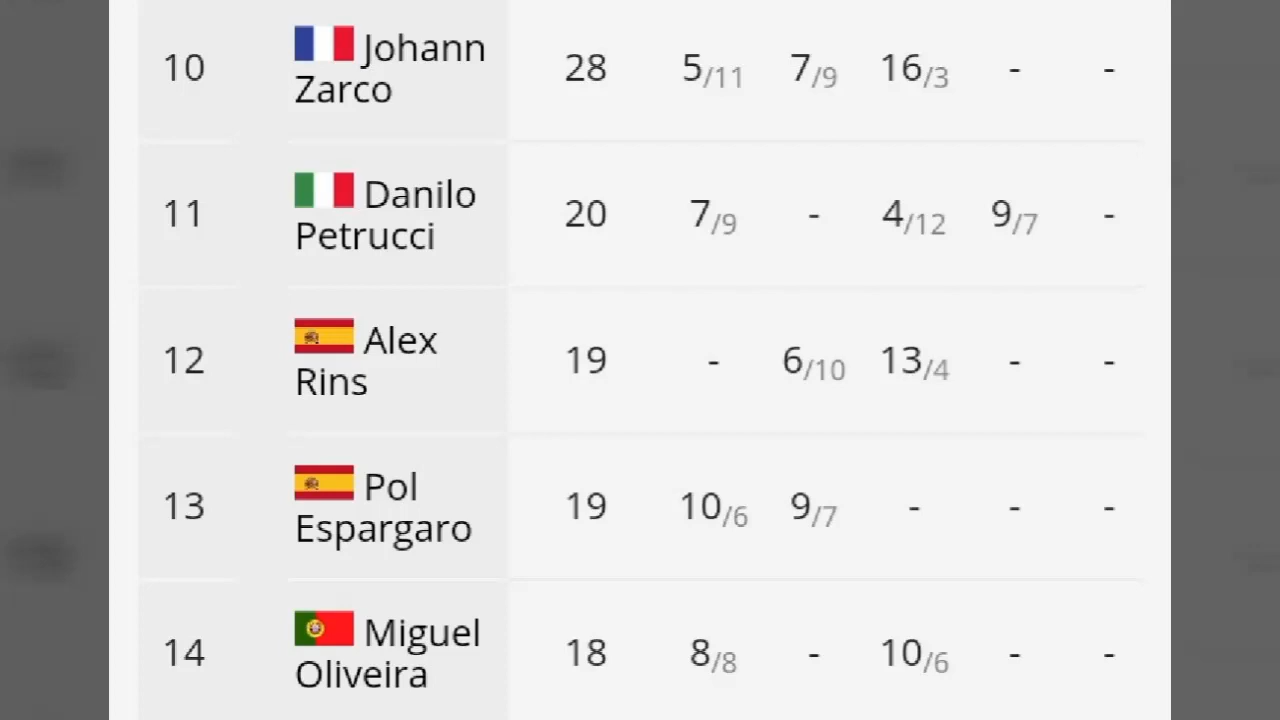 10 Johann Zarco 28 5/11 7/9 16/3 - -
11 Danilo Petrucci 20 7/9 - 4/12 9/7 -
12 Alex Rins 19 - 6/10 13/4 - -
13 Pol Espargaro 19 10/6 9/7 - - -
14 Miguel Oliveira 18 8/8 - 10/6 - -